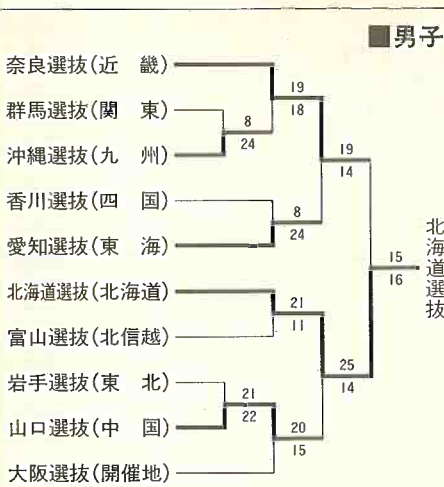 ■男子
奈良選抜(近　畿)
群馬選抜(関　東)
沖縄選抜(九　州)
香川選抜(四　国)
愛知選抜(東　海)
北海道選抜(北海道)
富山選抜(北信越)
岩手選抜(東　北)
山口選抜(中　国)
大阪選抜(開催地)
8
24
19
18
8
24
19
14
21
11
21
22
20
15
25
14
15
16
北海道選抜